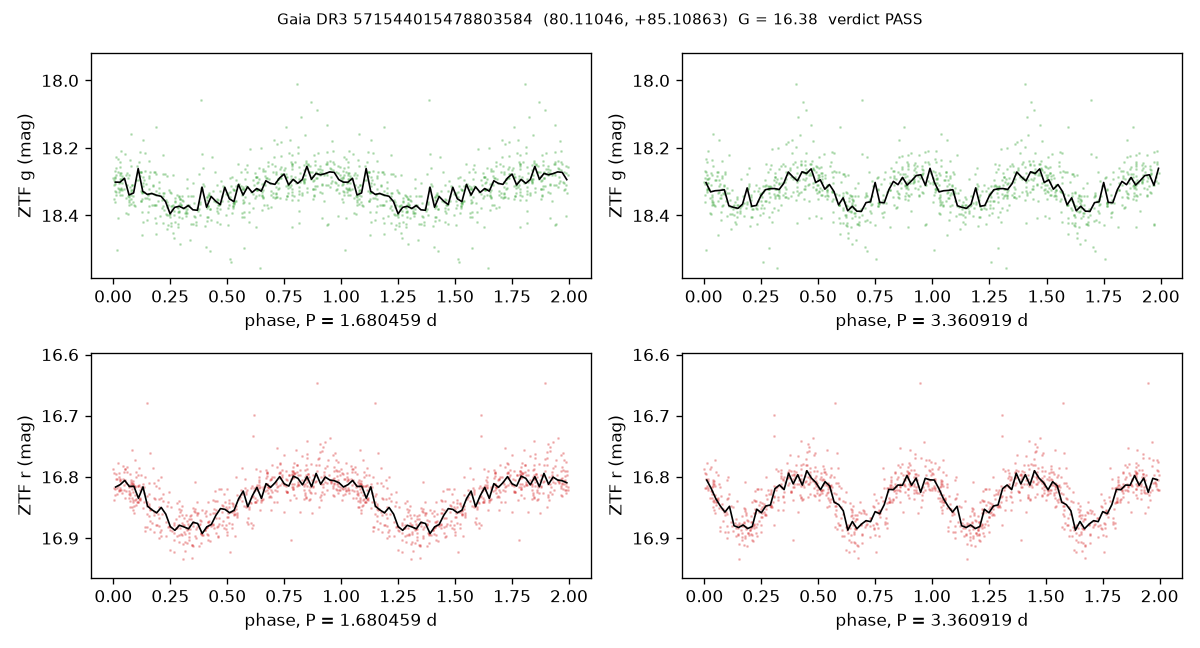 Gaia DR3 571544015478803584  (80.11046, +85.10863)  G = 16.38  verdict PASS
ZTF g (mag)
18.0
18.2
18.4
0.00 0.25 0.50 0.75 1.00 1.25 1.50 1.75 2.00
phase, P = 1.680459 d
ZTF g (mag)
18.0
18.2
18.4
0.00 0.25 0.50 0.75 1.00 1.25 1.50 1.75 2.00
phase, P = 3.360919 d
ZTF r (mag)
16.6
16.7
16.8
16.9
0.00 0.25 0.50 0.75 1.00 1.25 1.50 1.75 2.00
phase, P = 1.680459 d
ZTF r (mag)
16.6
16.7
16.8
16.9
0.00 0.25 0.50 0.75 1.00 1.25 1.50 1.75 2.00
phase, P = 3.360919 d